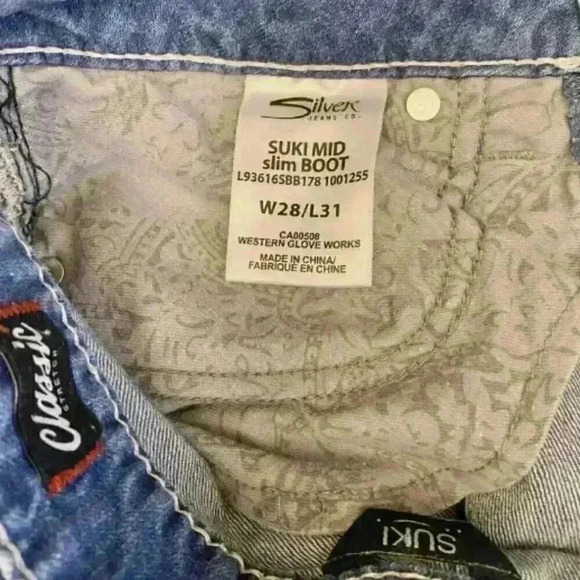 Silver
JEANS CO.
SUKI MID
slim BOOT
L93616SBB178 1001255
W28/L31
CA00508
WESTERN GLOVE WORKS
MADE IN CHINA/
FABRIQUÉ EN CHINE
Classic
STRETCH
SUKI